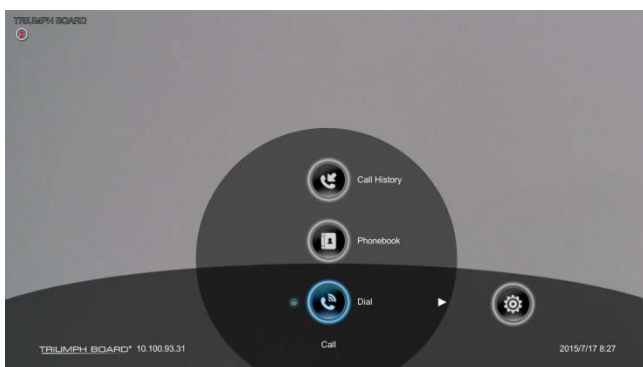 TRIUMPH BOARD
Call History
Phonebook
Dial
Call
TRIUMPH BOARD® 10.100.93.31
2015/7/17 8:27